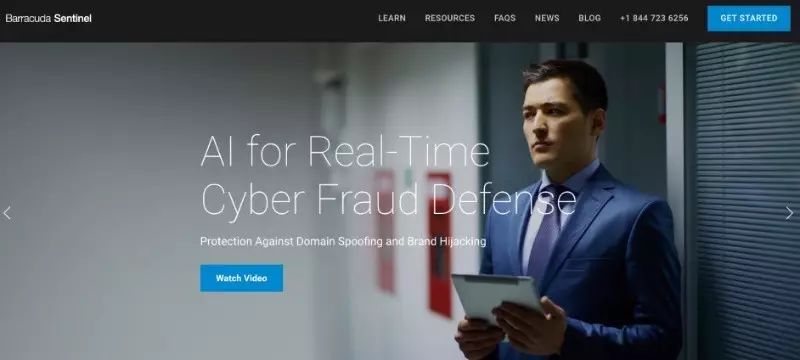 Barracuda Sentinel
LEARN RESOURCES FAQS NEWS BLOG +1 844 723 6256 GET STARTED
AI for Real-Time
Cyber Fraud Defense
Protection Against Domain Spoofing and Brand Hijacking
Watch Video